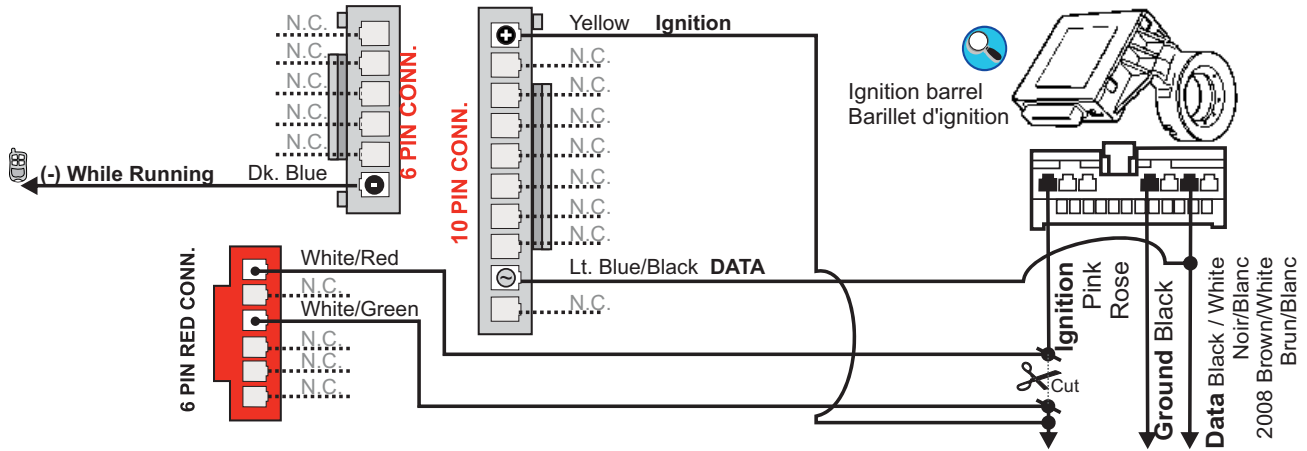 N.C.
N.C.
N.C.
N.C.
N.C.
6 PIN CONN.
(-) While Running Dk. Blue
10 PIN CONN.
Yellow Ignition
N.C.
N.C.
N.C.
N.C.
N.C.
N.C.
N.C.
Lt. Blue/Black DATA
N.C.
Ignition barrel
Barillet d'ignition
6 PIN RED CONN.
White/Red
N.C.
White/Green
N.C.
N.C.
N.C.
Cut
Ignition
Pink
Rose
Ground Black
Data Black / White
Noir/Blanc
2008 Brown/White
Brun/Blanc